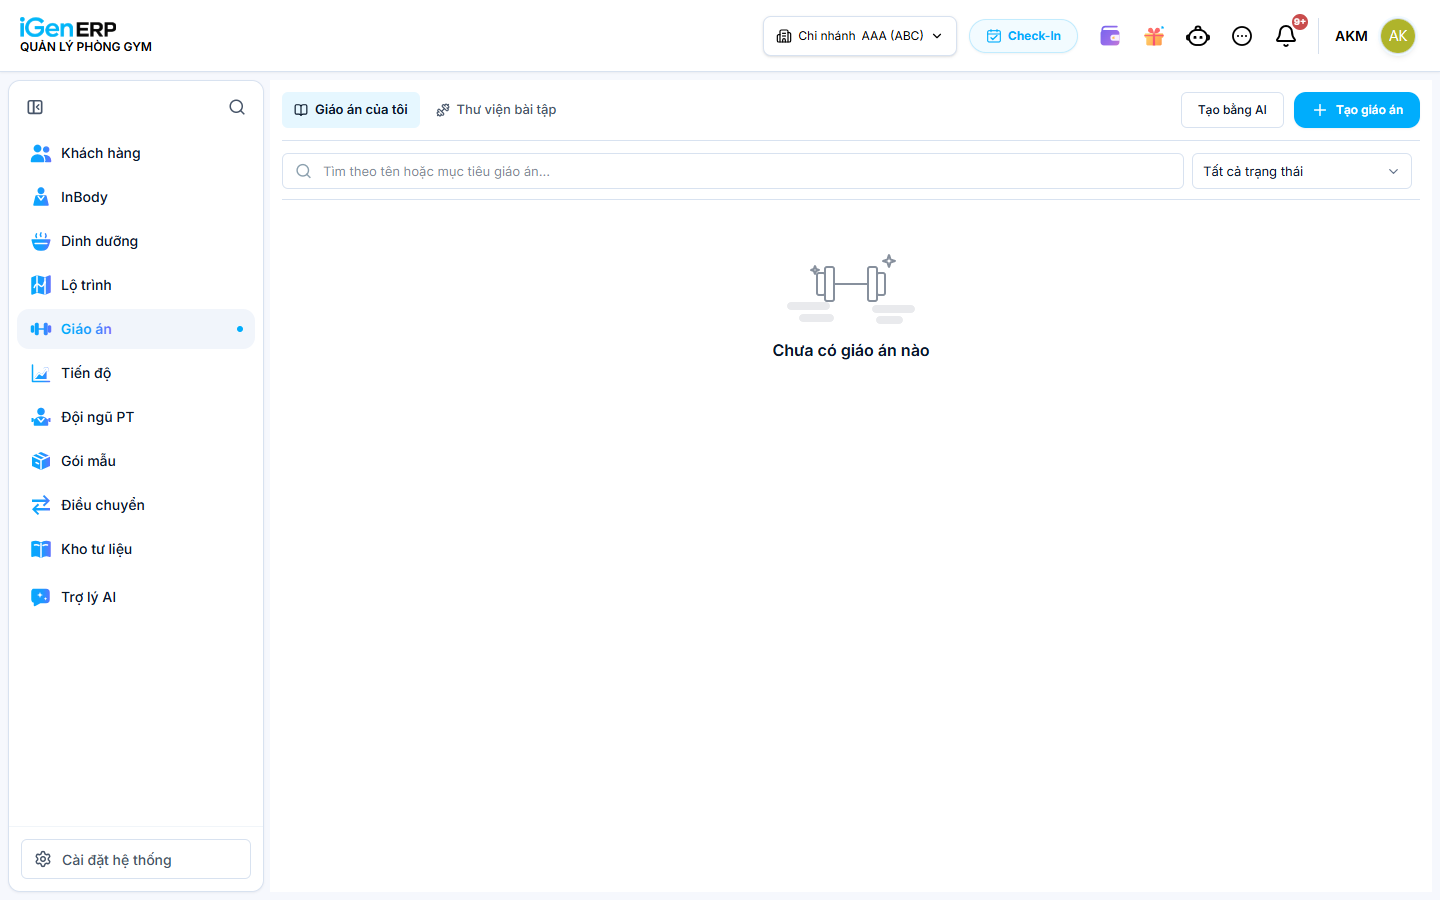 iGen ERP
QUẢN LÝ PHÒNG GYM
Chi nhánh AAA (ABC)
Check-In
9+
AKM
AK
Khách hàng
InBody
Dinh dưỡng
Lộ trình
Giáo án
Tiến độ
Đội ngũ PT
Gói mẫu
Điều chuyển
Kho tư liệu
Trợ lý AI
Cài đặt hệ thống
Giáo án của tôi
Thư viện bài tập
Tạo bằng AI
Tạo giáo án
Tìm theo tên hoặc mục tiêu giáo án...
Tất cả trạng thái
Chưa có giáo án nào